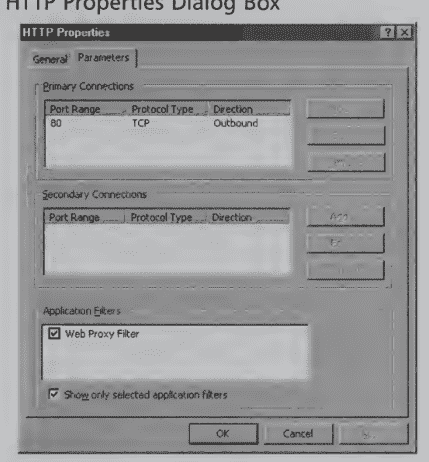 HTTP Properties Dialog Box
HTTP Properties
General Parameters
Primary Connections
Port Range Protocol Type Direction
80 TCP Outbound
Secondary Connections
Port Range Protocol Type Direction
Application Filters
Web Proxy Filter
Show only selected application filters
OK Cancel